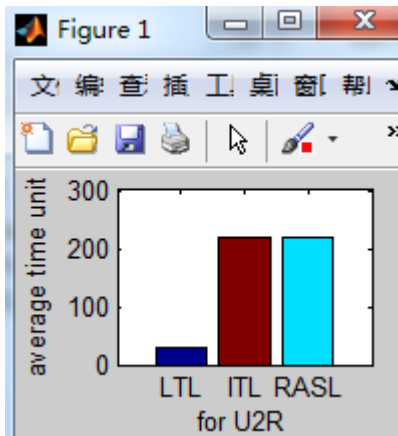 Figure 1
文 编 查 插 工 桌 窗 帮
average time unit
300
200
100
0
LTL ITL RASL
for U2R